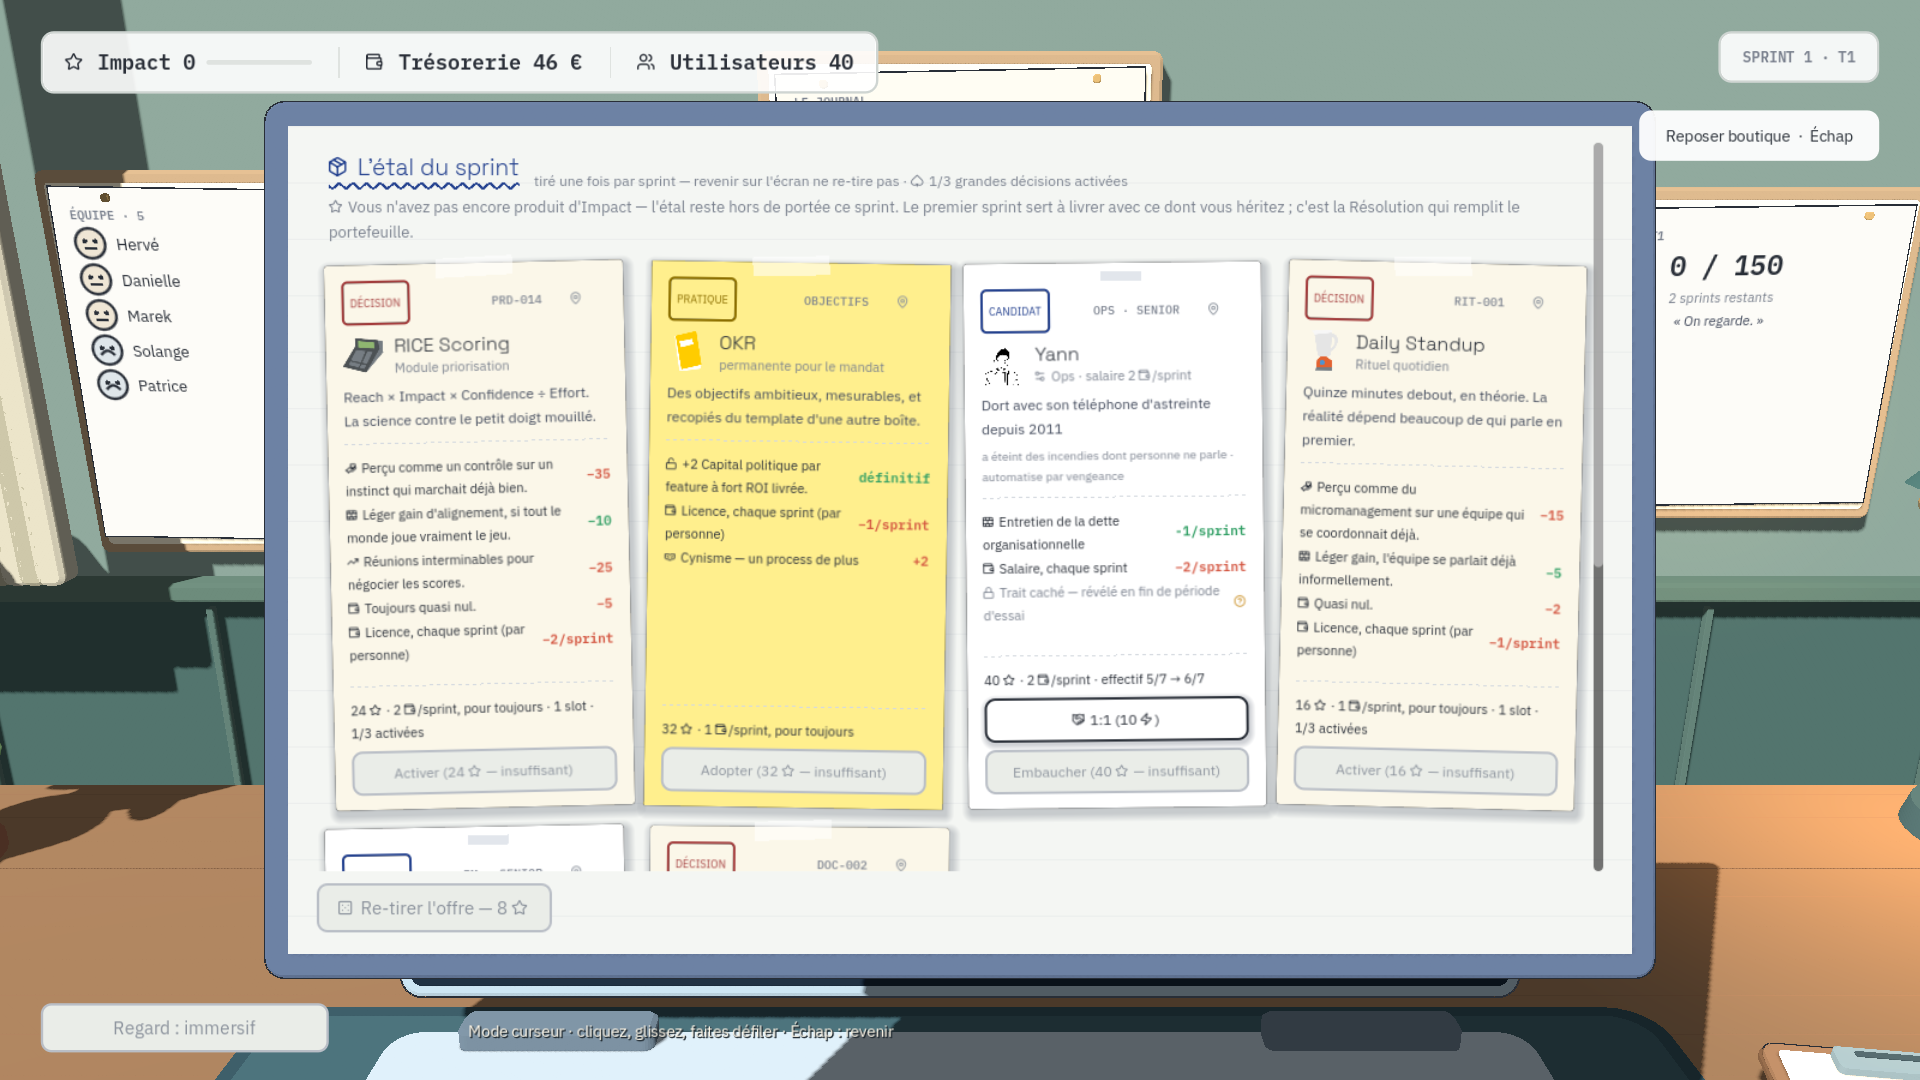 Impact 0
Trésorerie 46 €
Utilisateurs 40
SPRINT 1 · T1
LE JOURNAL
Reposer boutique · Échap
L'étal du sprint
tiré une fois par sprint — revenir sur l'écran ne re-tire pas · 1/3 grandes décisions activées
Vous n'avez pas encore produit d'Impact — l'étal reste hors de portée ce sprint. Le premier sprint sert à livrer avec ce dont vous héritez ; c'est la Résolution qui remplit le
portefeuille.
ÉQUIPE · 5
Hervé
Danielle
Marek
Solange
Patrice
T1
0 / 150
2 sprints restants
« On regarde. »
DÉCISION
PRD-014
RICE Scoring
Module priorisation
Reach × Impact × Confidence ÷ Effort.
La science contre le petit doigt mouillé.
Perçu comme un contrôle sur un
instinct qui marchait déjà bien.
−35
Léger gain d'alignement, si tout le
monde joue vraiment le jeu.
−10
Réunions interminables pour
négocier les scores.
−25
Toujours quasi nul.
−5
Licence, chaque sprint (par
personne)
−2/sprint
24 · 2 /sprint, pour toujours · 1 slot ·
1/3 activées
Activer (24 — insuffisant)
PRATIQUE
OBJECTIFS
OKR
permanente pour le mandat
Des objectifs ambitieux, mesurables, et
recopiés du template d'une autre boîte.
+2 Capital politique par
feature à fort ROI livrée.
définitif
Licence, chaque sprint (par
personne)
−1/sprint
Cynisme — un process de plus
+2
32 · 1 /sprint, pour toujours
Adopter (32 — insuffisant)
CANDIDAT
OPS · SENIOR
Yann
Ops · salaire 2 /sprint
Dort avec son téléphone d'astreinte
depuis 2011
a éteint des incendies dont personne ne parle ·
automatise par vengeance
Entretien de la dette
organisationnelle
-1/sprint
Salaire, chaque sprint
−2/sprint
Trait caché — révélé en fin de période
d'essai
40 · 2 /sprint · effectif 5/7 → 6/7
1:1 (10 )
Embaucher (40 — insuffisant)
DÉCISION
RIT-001
Daily Standup
Rituel quotidien
Quinze minutes debout, en théorie. La
réalité dépend beaucoup de qui parle en
premier.
Perçu comme du
micromanagement sur une équipe qui
se coordonnait déjà.
−15
Léger gain, l'équipe se parlait déjà
informellement.
−5
Quasi nul.
−2
Licence, chaque sprint (par
personne)
−1/sprint
16 · 1 /sprint, pour toujours · 1 slot ·
1/3 activées
Activer (16 — insuffisant)
DÉCISION
DOC-002
Re-tirer l'offre — 8
Regard : immersif
Mode curseur · cliquez, glissez, faites défiler · Échap : revenir